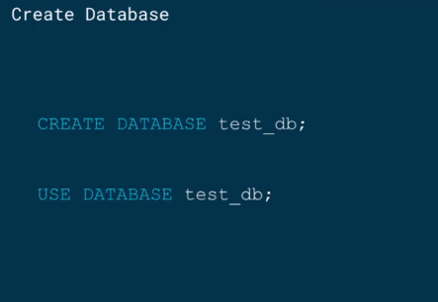 Create Database
CREATE DATABASE test_db;
USE DATABASE test_db;